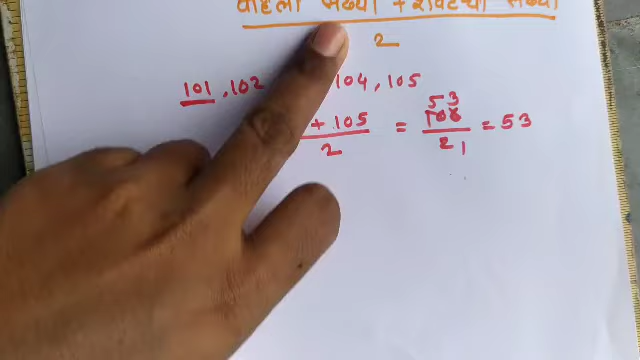 पहिली संख्या + शेवटची संख्या
2
101, 102 104, 105
+ 105 = 106 = 53
2 2
53 1